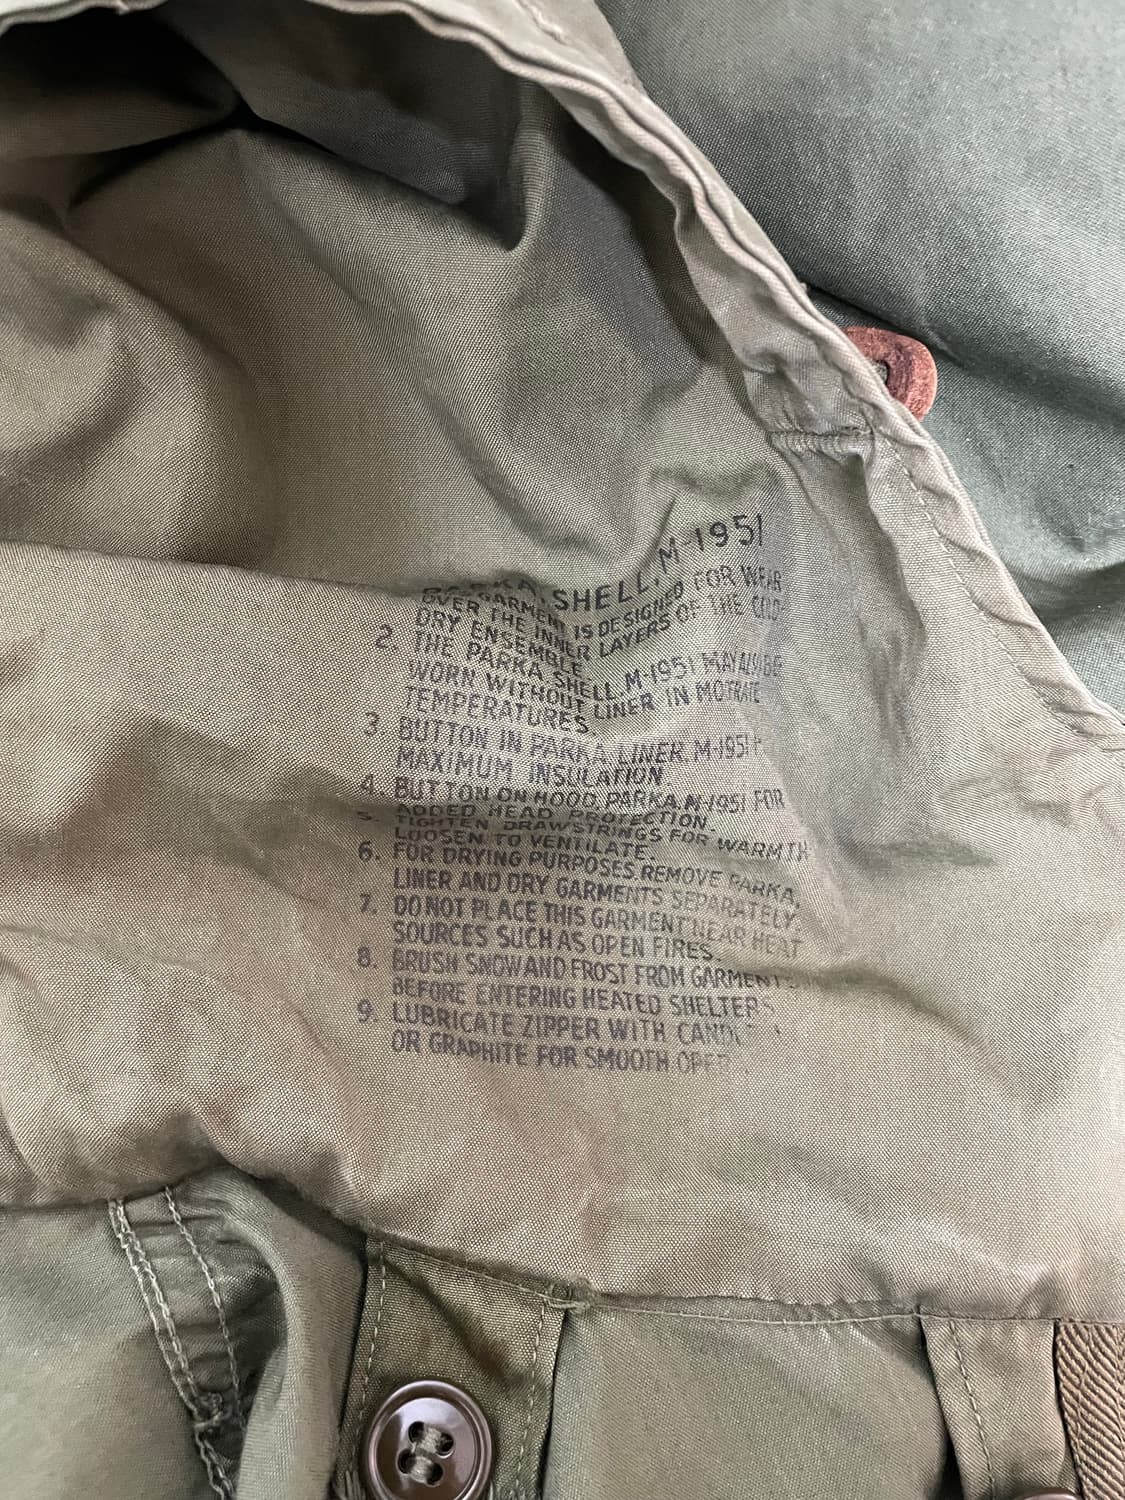 SHELL, M-1951
GARMENT IS DESIGNED FOR WEAR
OVER THE INNER LAYERS OF THE COLD
DRY ENSEMBLE
2. THE PARKA SHELL, M-1951 MAY ALSO BE
WORN WITHOUT LINER IN
TEMPERATURES.
3. BUTTON IN PARKA, LINER, M-1951
MAXIMUM INSULATION
4. BUTTON ON HOOD, PARKA, M-1951 FOR
ADDED HEAD PROTECTION.
5. TIGHTEN DRAWSTRINGS FOR WARMTH
LOOSEN TO VENTILATE.
6. FOR DRYING PURPOSES, REMOVE PARKA,
LINER AND DRY GARMENTS SEPARATELY.
7. DO NOT PLACE THIS GARMENT NEAR HEAT
SOURCES SUCH AS OPEN FIRES.
8. BRUSH SNOW AND FROST FROM GARMENTS
BEFORE ENTERING HEATED SHELTERS
9. LUBRICATE ZIPPER WITH
OR GRAPHITE FOR SMOOTH